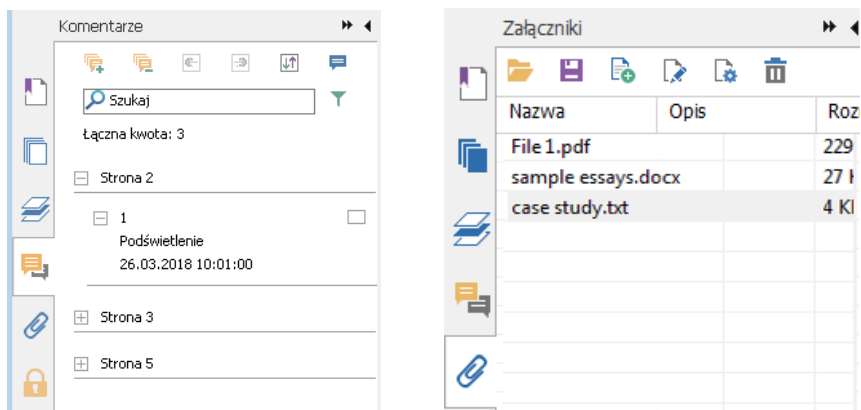 Komentarze
Szukaj
Łączna kwota: 3
Strona 2
1
Podświetlenie
26.03.2018 10:01:00
Strona 3
Strona 5
Załączniki
Nazwa Opis
File 1.pdf 229
sample essays.docx 27
case study.txt 4